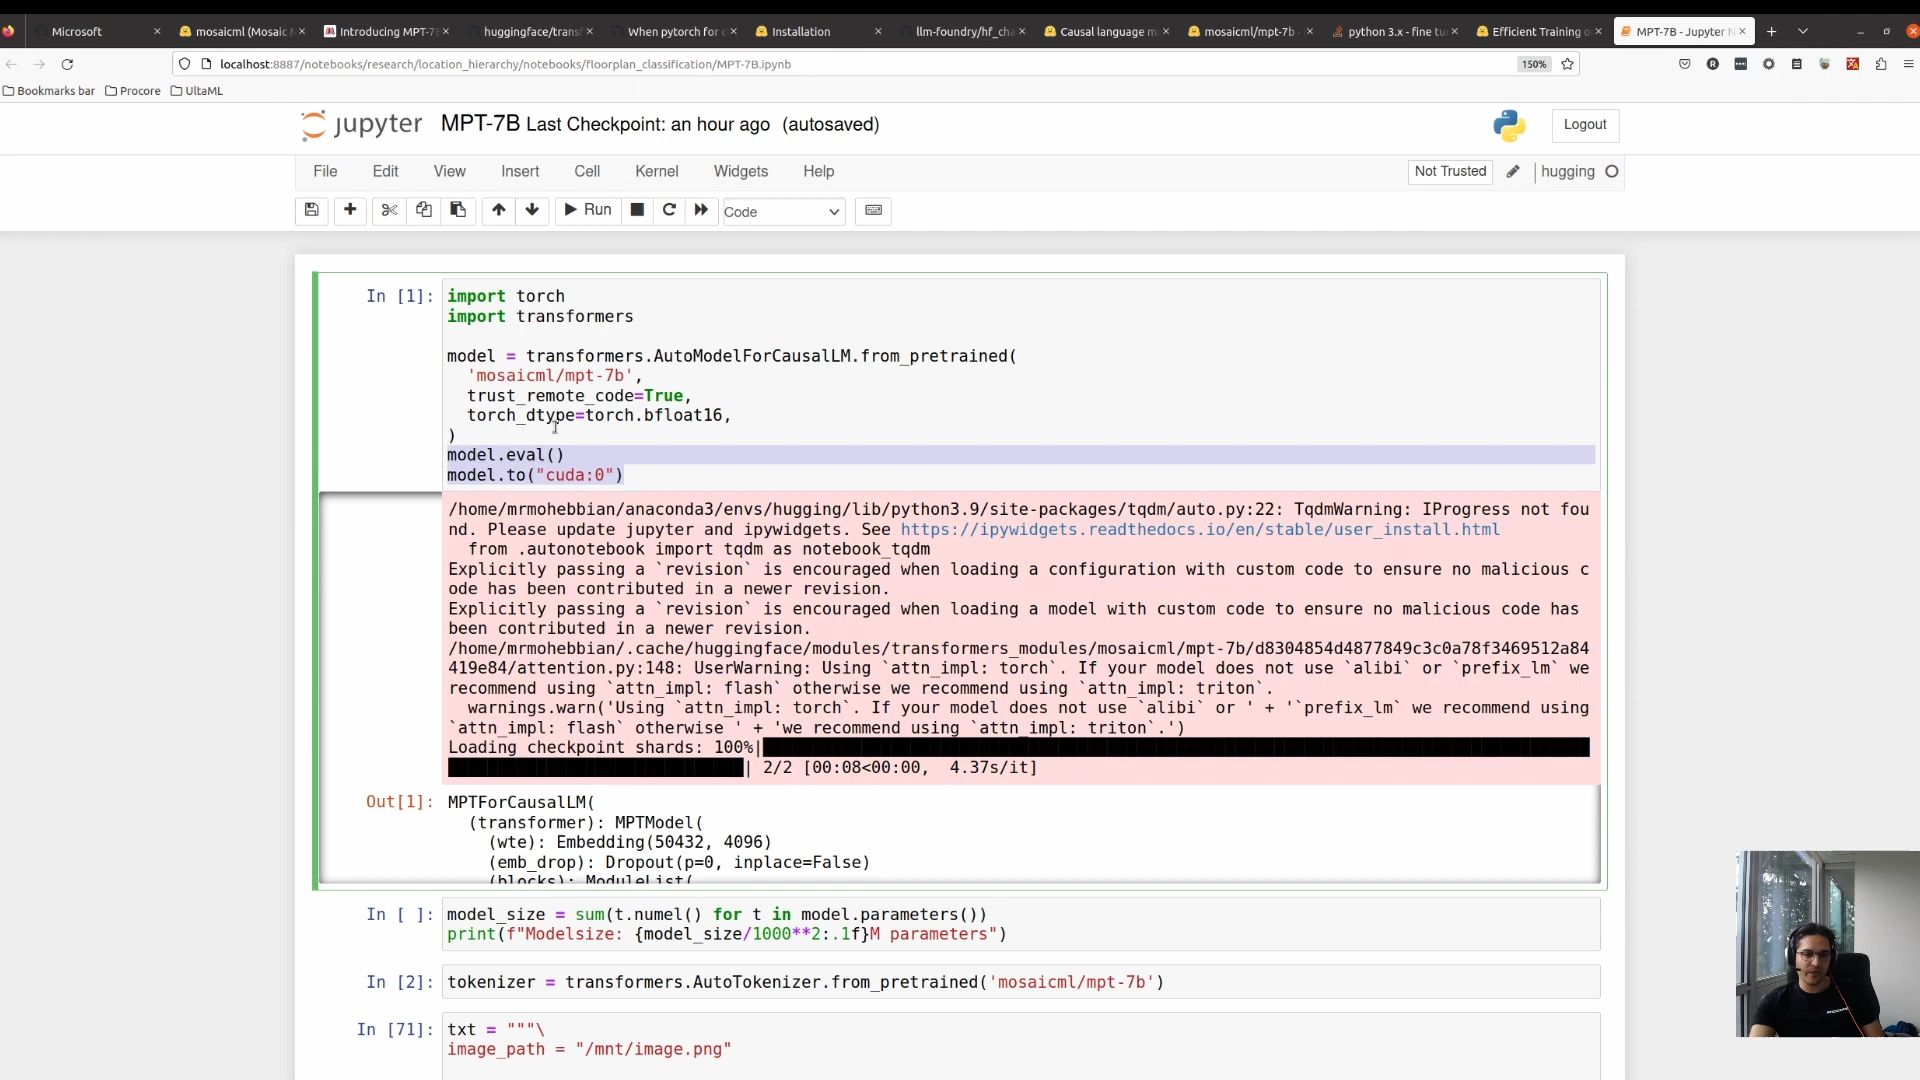 Microsoft
mosaicml (Mosaic M
Introducing MPT-7B
huggingface/transf
When pytorch for c
Installation
llm-foundry/hf_cha
Causal language m
mosaicml/mpt-7b ·
python 3.x - fine tu
Efficient Training o
MPT-7B - Jupyter N
localhost:8887/notebooks/research/location_hierarchy/notebooks/floorplan_classification/MPT-7B.ipynb
150%
Bookmarks bar
Procore
UltaML
jupyter
MPT-7B Last Checkpoint: an hour ago (autosaved)
Logout
File Edit View Insert Cell Kernel Widgets Help
Not Trusted
hugging
Run
Code
In [1]:
import torch
import transformers
model = transformers.AutoModelForCausalLM.from_pretrained(
'mosaicml/mpt-7b',
trust_remote_code=True,
torch_dtype=torch.bfloat16,
)
model.eval()
model.to("cuda:0")
/home/mrmohebbian/anaconda3/envs/hugging/lib/python3.9/site-packages/tqdm/auto.py:22: TqdmWarning: IProgress not fou
nd. Please update jupyter and ipywidgets. See https://ipywidgets.readthedocs.io/en/stable/user_install.html
from .autonotebook import tqdm as notebook_tqdm
Explicitly passing a `revision` is encouraged when loading a configuration with custom code to ensure no malicious c
ode has been contributed in a newer revision.
Explicitly passing a `revision` is encouraged when loading a model with custom code to ensure no malicious code has
been contributed in a newer revision.
/home/mrmohebbian/.cache/huggingface/modules/transformers_modules/mosaicml/mpt-7b/d8304854d4877849c3c0a78f3469512a84
419e84/attention.py:148: UserWarning: Using `attn_impl: torch`. If your model does not use `alibi` or `prefix_lm` we
recommend using `attn_impl: flash` otherwise we recommend using `attn_impl: triton`.
warnings.warn('Using `attn_impl: torch`. If your model does not use `alibi` or ' + '`prefix_lm` we recommend using
`attn_impl: flash` otherwise ' + 'we recommend using `attn_impl: triton`.')
Loading checkpoint shards: 100%|
| 2/2 [00:08<00:00, 4.37s/it]
Out[1]:
MPTForCausalLM(
(transformer): MPTModel(
(wte): Embedding(50432, 4096)
(emb_drop): Dropout(p=0, inplace=False)
(blocks): ModuleList(
In [ ]:
model_size = sum(t.numel() for t in model.parameters())
print(f"Modelsize: {model_size/1000**2:.1f}M parameters")
In [2]:
tokenizer = transformers.AutoTokenizer.from_pretrained('mosaicml/mpt-7b')
In [71]:
txt = """\
image_path = "/mnt/image.png"